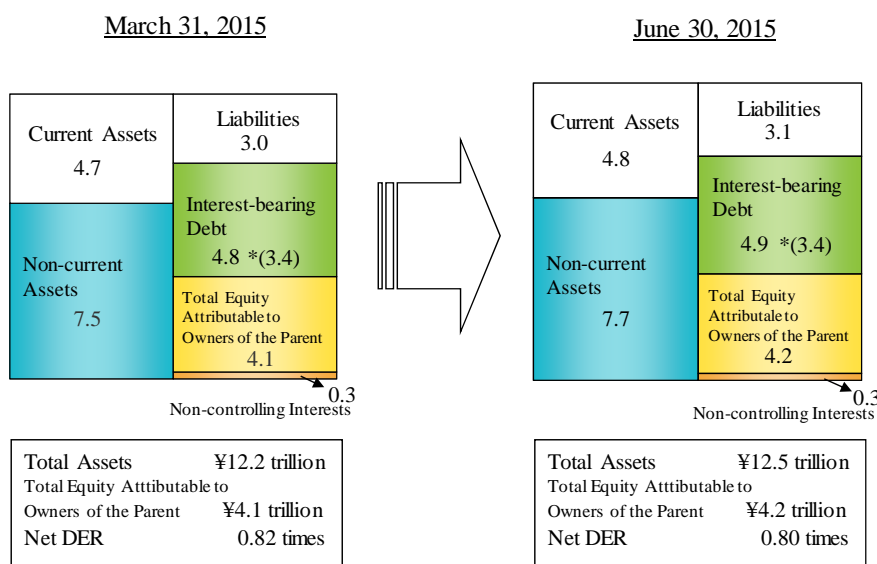 March 31, 2015
Current Assets
4.7
Non-current
Assets
7.5
Liabilities
3.0
Interest-bearing
Debt
4.8 *(3.4)
Total Equity
Attributable to
Owners of the Parent
4.1
0.3
Non-controlling Interests
Total Assets ¥12.2 trillion
Total Equity Atttibutable to
Owners of the Parent ¥4.1 trillion
Net DER 0.82 times
June 30, 2015
Current Assets
4.8
Non-current
Assets
7.7
Liabilities
3.1
Interest-bearing
Debt
4.9 *(3.4)
Total Equity
Attributale to
Owners of the Parent
4.2
0.3
Non-controlling Interests
Total Assets ¥12.5 trillion
Total Equity Atttibutable to
Owners of the Parent ¥4.2 trillion
Net DER 0.80 times